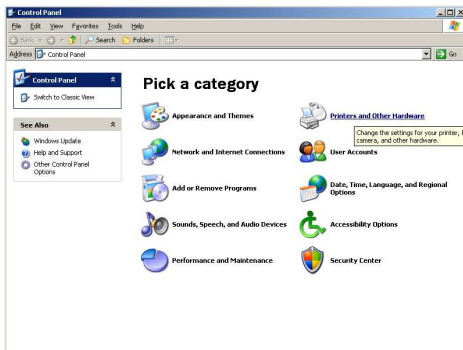 Control Panel
File Edit View Favorites Tools Help
Back Search Folders
Address Control Panel Go
Control Panel
Switch to Classic View
See Also
Windows Update
Help and Support
Other Control Panel
Options
Pick a category
Appearance and Themes
Printers and Other Hardware
Change the settings for your printer,
camera, and other hardware.
Network and Internet Connections
User Accounts
Add or Remove Programs
Date, Time, Language, and Regional
Options
Sounds, Speech, and Audio Devices
Accessibility Options
Performance and Maintenance
Security Center